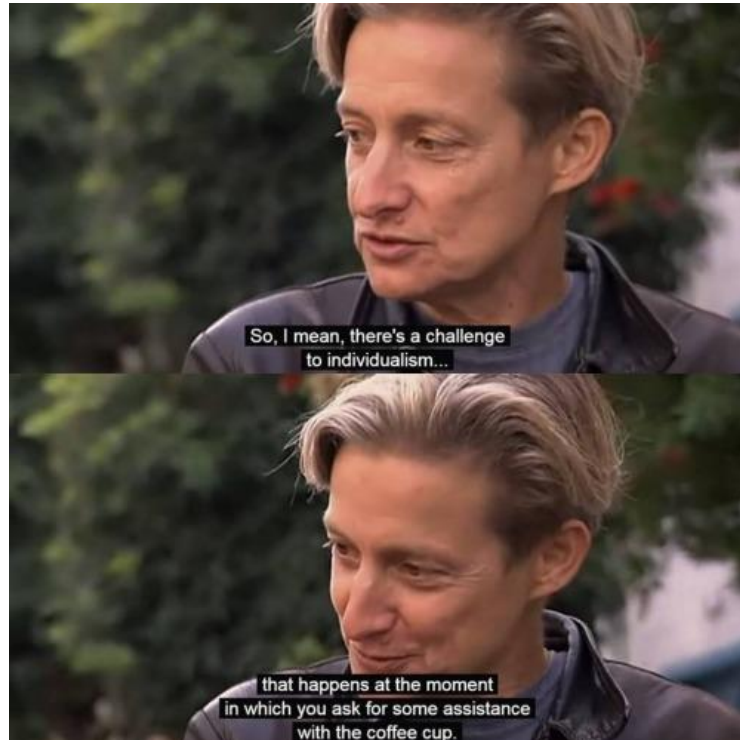 So, I mean, there's a challenge
to individualism...
that happens at the moment
in which you ask for some assistance
with the coffee cup.